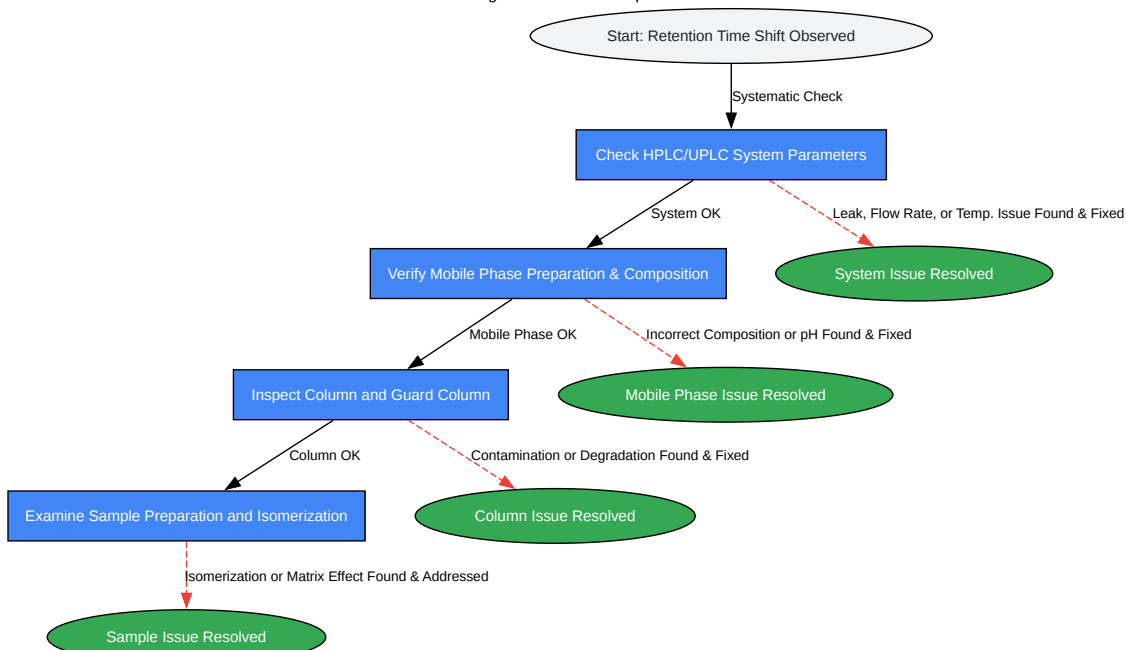 Start: Retention Time Shift Observed
Systematic Check
Check HPLC/UPLC System Parameters
System OK
Leak, Flow Rate, or Temp. Issue Found & Fixed
Verify Mobile Phase Preparation & Composition
System Issue Resolved
Mobile Phase OK
Incorrect Composition or pH Found & Fixed
Inspect Column and Guard Column
Mobile Phase Issue Resolved
Column OK
Contamination or Degradation Found & Fixed
Examine Sample Preparation and Isomerization
Column Issue Resolved
Isomerization or Matrix Effect Found & Addressed
Sample Issue Resolved